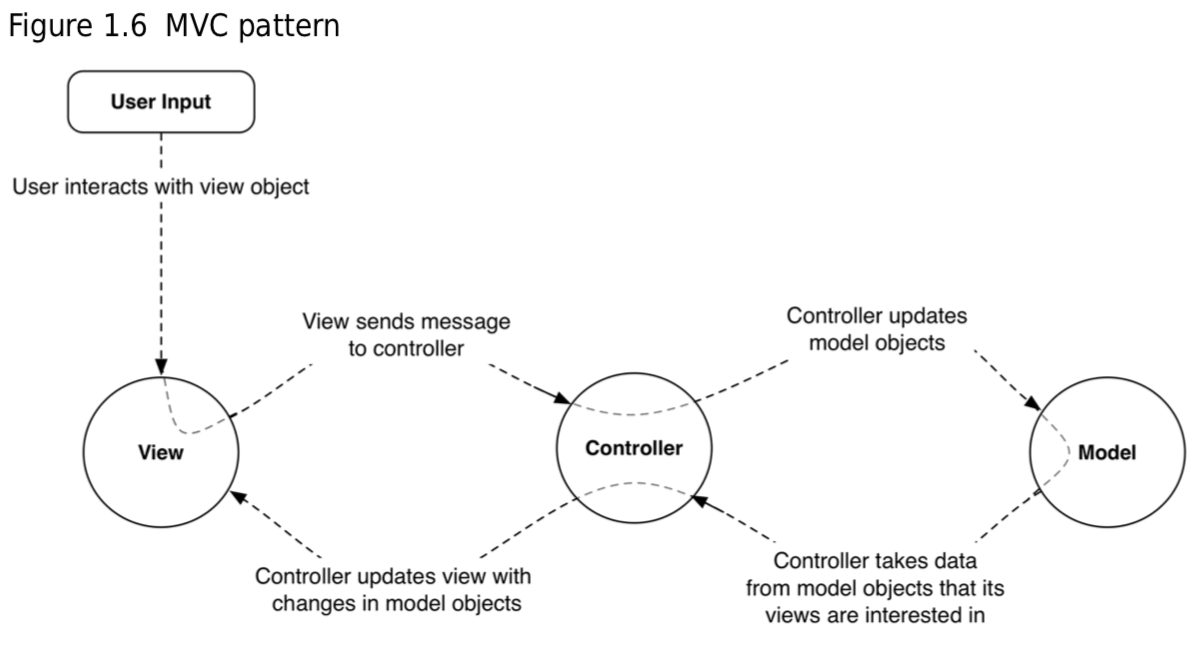 Figure 1.6 MVC pattern
User Input
User interacts with view object
View sends message
to controller
Controller updates
model objects
View
Controller
Model
Controller updates view with
changes in model objects
Controller takes data
from model objects that its
views are interested in